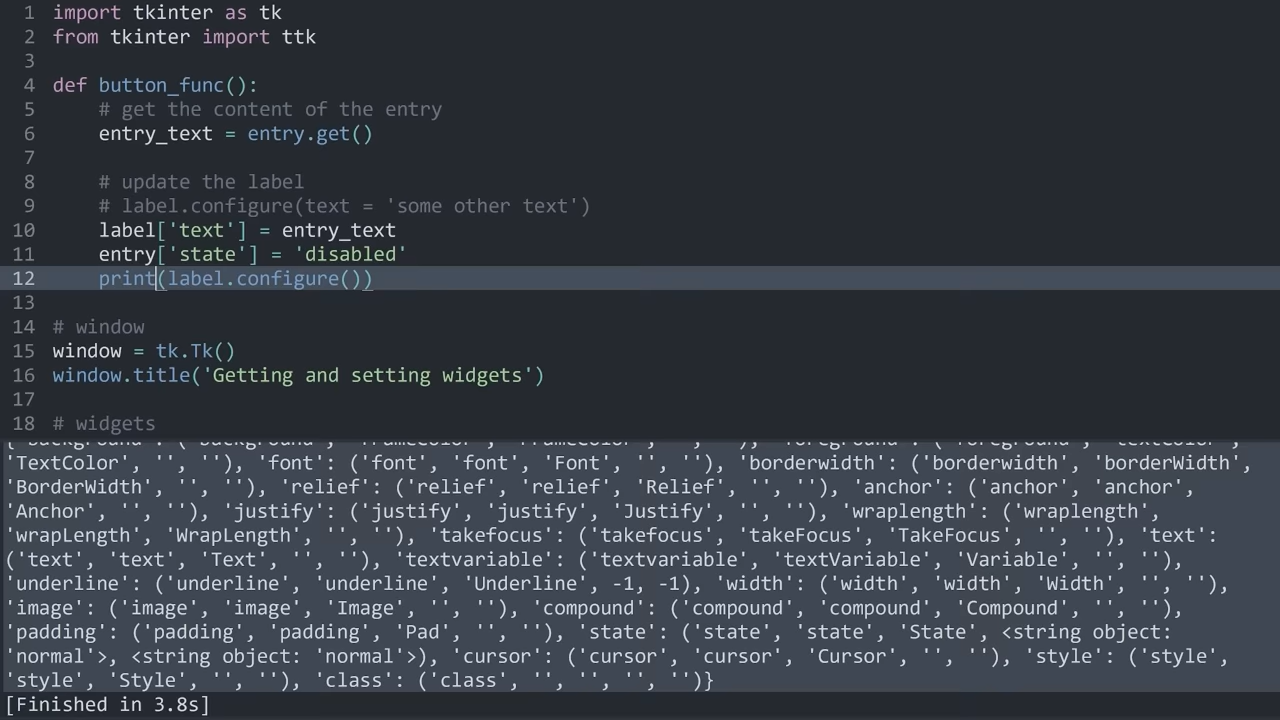 1 import tkinter as tk
2 from tkinter import ttk
3
4 def button_func():
5     # get the content of the entry
6     entry_text = entry.get()
7
8     # update the label
9     # label.configure(text = 'some other text')
10     label['text'] = entry_text
11     entry['state'] = 'disabled'
12     print(label.configure())
13
14 # window
15 window = tk.Tk()
16 window.title('Getting and setting widgets')
17
18 # widgets
{'background': ('background', 'frameColor', 'FrameColor', '', ''), 'foreground': ('foreground', 'textColor',
'TextColor', '', ''), 'font': ('font', 'font', 'Font', '', ''), 'borderwidth': ('borderwidth', 'borderWidth',
'BorderWidth', '', ''), 'relief': ('relief', 'relief', 'Relief', '', ''), 'anchor': ('anchor', 'anchor',
'Anchor', '', ''), 'justify': ('justify', 'justify', 'Justify', '', ''), 'wraplength': ('wraplength',
'wrapLength', 'WrapLength', '', ''), 'takefocus': ('takefocus', 'takeFocus', 'TakeFocus', '', ''), 'text':
('text', 'text', 'Text', '', ''), 'textvariable': ('textvariable', 'textVariable', 'Variable', '', ''),
'underline': ('underline', 'underline', 'Underline', -1, -1), 'width': ('width', 'width', 'Width', '', ''),
'image': ('image', 'image', 'Image', '', ''), 'compound': ('compound', 'compound', 'Compound', '', ''),
'padding': ('padding', 'padding', 'Pad', '', ''), 'state': ('state', 'state', 'State', <string object:
'normal'>, <string object: 'normal'>), 'cursor': ('cursor', 'cursor', 'Cursor', '', ''), 'style': ('style',
'style', 'Style', '', ''), 'class': ('class', '', '', '', '')}
[Finished in 3.8s]